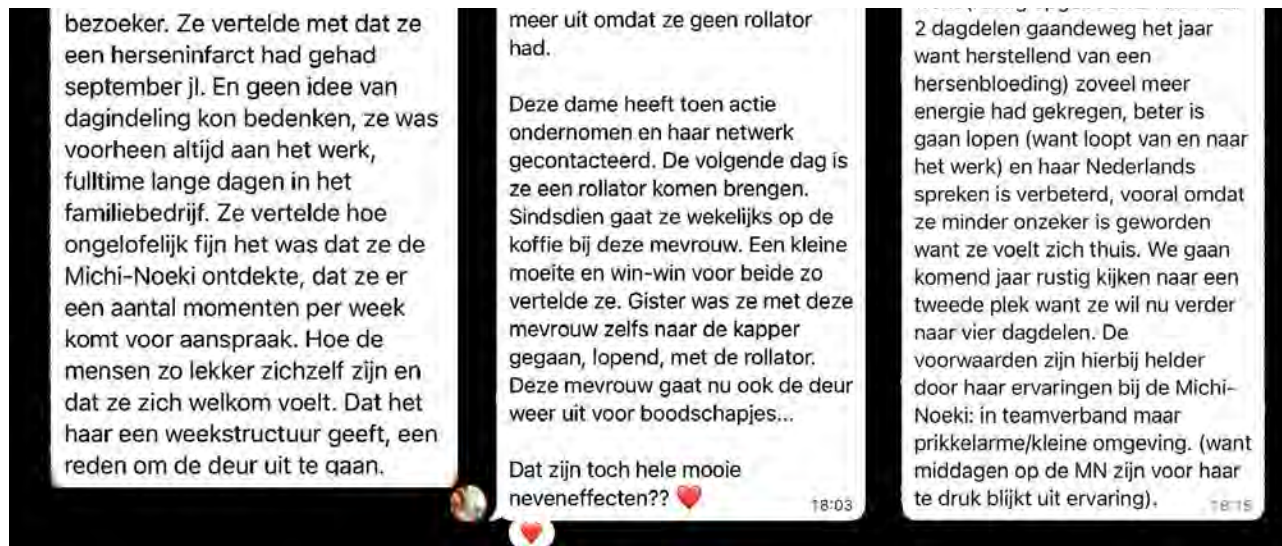 bezoeker. Ze vertelde met dat ze
een herseninfarct had gehad
september jl. En geen idee van
dagindeling kon bedenken, ze was
voorheen altijd aan het werk,
fulltime lange dagen in het
familiebedrijf. Ze vertelde hoe
ongelofelijk fijn het was dat ze de
Michi-Noeki ontdekte, dat ze er
een aantal momenten per week
komt voor aanspraak. Hoe de
mensen zo lekker zichzelf zijn en
dat ze zich welkom voelt. Dat het
haar een weekstructuur geeft, een
reden om de deur uit te gaan.
meer uit omdat ze geen rollator
had.
Deze dame heeft toen actie
ondernomen en haar netwerk
gecontacteerd. De volgende dag is
ze een rollator komen brengen.
Sindsdien gaat ze wekelijks op de
koffie bij deze mevrouw. Een kleine
moeite en win-win voor beide zo
vertelde ze. Gister was ze met deze
mevrouw zelfs naar de kapper
gegaan, lopend, met de rollator.
Deze mevrouw gaat nu ook de deur
weer uit voor boodschapjes...
Dat zijn toch hele mooie
neveneffecten?? ❤️ 18:03
2 dagdelen gaandeweg het jaar
want herstellend van een
hersenbloeding) zoveel meer
energie had gekregen, beter is
gaan lopen (want loopt van en naar
het werk) en haar Nederlands
spreken is verbeterd, vooral omdat
ze minder onzeker is geworden
want ze voelt zich thuis. We gaan
komend jaar rustig kijken naar een
tweede plek want ze wil nu verder
naar vier dagdelen. De
voorwaarden zijn hierbij helder
door haar ervaringen bij de Michi-
Noeki: in teamverband maar
prikkelarme/kleine omgeving. (want
middagen op de MN zijn voor haar
te druk blijkt uit ervaring). 18:15